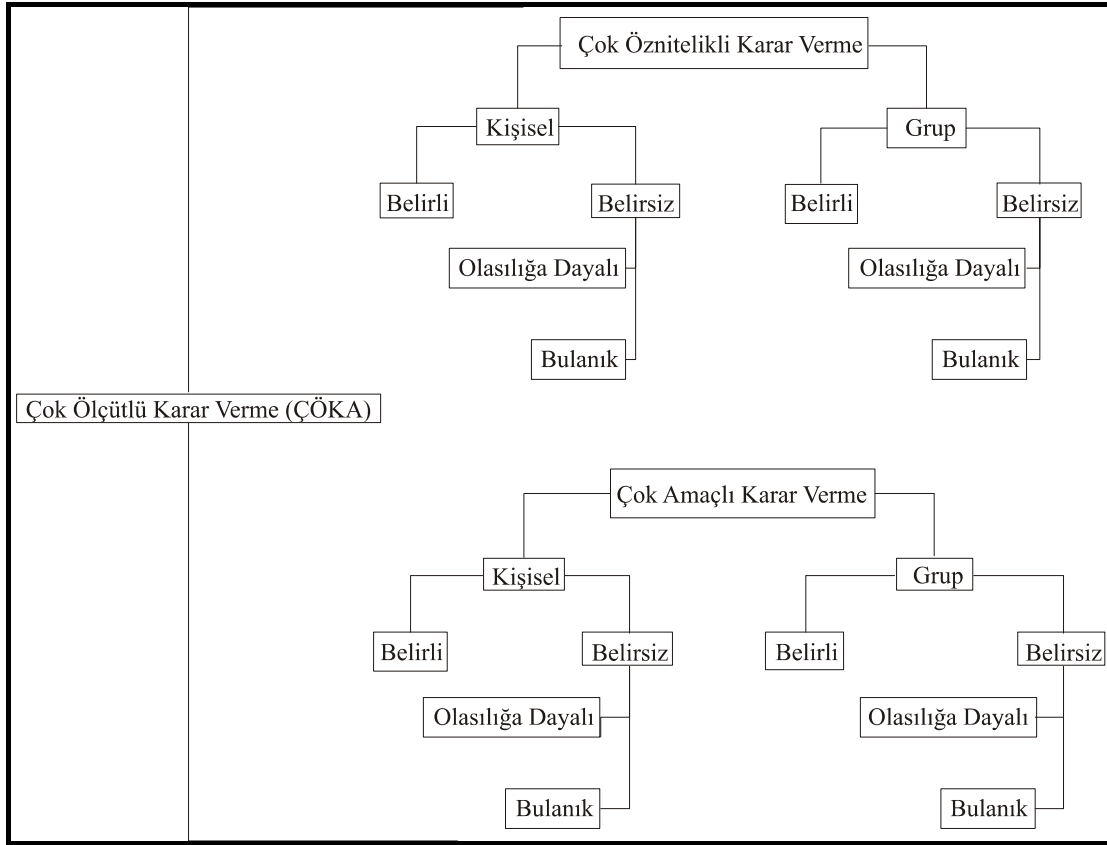 Çok Öznitelikli Karar Verme
Kişisel
Grup
Belirli
Belirsiz
Belirli
Belirsiz
Olasılığa Dayalı
Olasılığa Dayalı
Bulanık
Bulanık
Çok Ölçütlü Karar Verme (ÇÖKA)
Çok Amaçlı Karar Verme
Kişisel
Grup
Belirli
Belirsiz
Belirli
Belirsiz
Olasılığa Dayalı
Olasılığa Dayalı
Bulanık
Bulanık